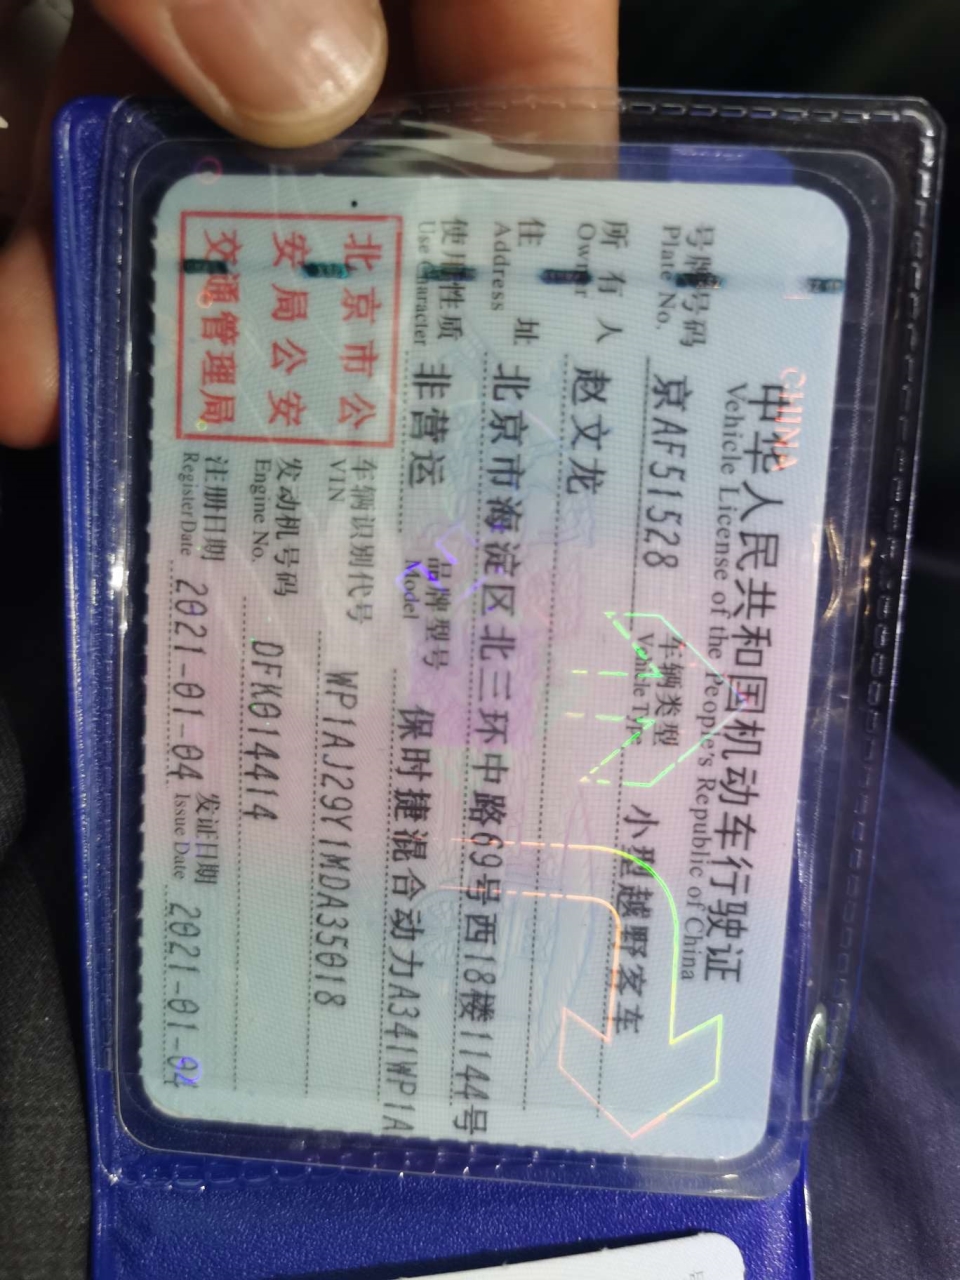 CHINA
中华人民共和国机动车行驶证
Vehicle License of the People's Republic of China
号牌号码 京AF51528 车辆类型 小型越野客车
Plate No. Vehicle Type
所有人 赵文龙
Owner
住址 北京市海淀区北三环中路69号西18楼1144号
Address
使用性质 非营运 品牌型号 保时捷混合动力A341WP1A
Use Character Model
北京市公
安局公安
交通管理局
车辆识别代号 WP1AJ29Y1MDA35018
VIN
发动机号码 DFK014414
Engine No.
注册日期 2021-01-04 发证日期 2021-01-04
Register Date Issue Date